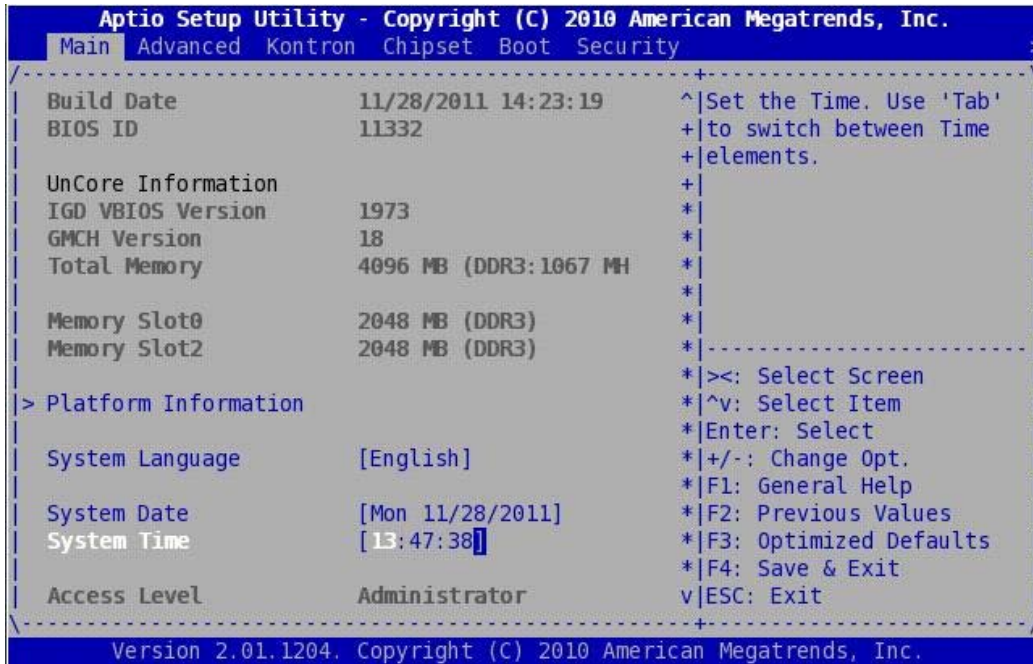 Aptio Setup Utility - Copyright (C) 2010 American Megatrends, Inc.
Main Advanced Kontron Chipset Boot Security
Build Date 11/28/2011 14:23:19 ^|Set the Time. Use 'Tab'
BIOS ID 11332 +|to switch between Time
+|elements.
UnCore Information +|
IGD VBIOS Version 1973 *|
GMCH Version 18 *|
Total Memory 4096 MB (DDR3:1067 MH *|
*|
Memory Slot0 2048 MB (DDR3) *|
Memory Slot2 2048 MB (DDR3) *|
*|><: Select Screen
> Platform Information *|^v: Select Item
*|Enter: Select
System Language [English] *|+/-: Change Opt.
*|F1: General Help
System Date [Mon 11/28/2011] *|F2: Previous Values
System Time [13:47:38] *|F3: Optimized Defaults
*|F4: Save & Exit
Access Level Administrator v|ESC: Exit
Version 2.01.1204. Copyright (C) 2010 American Megatrends, Inc.